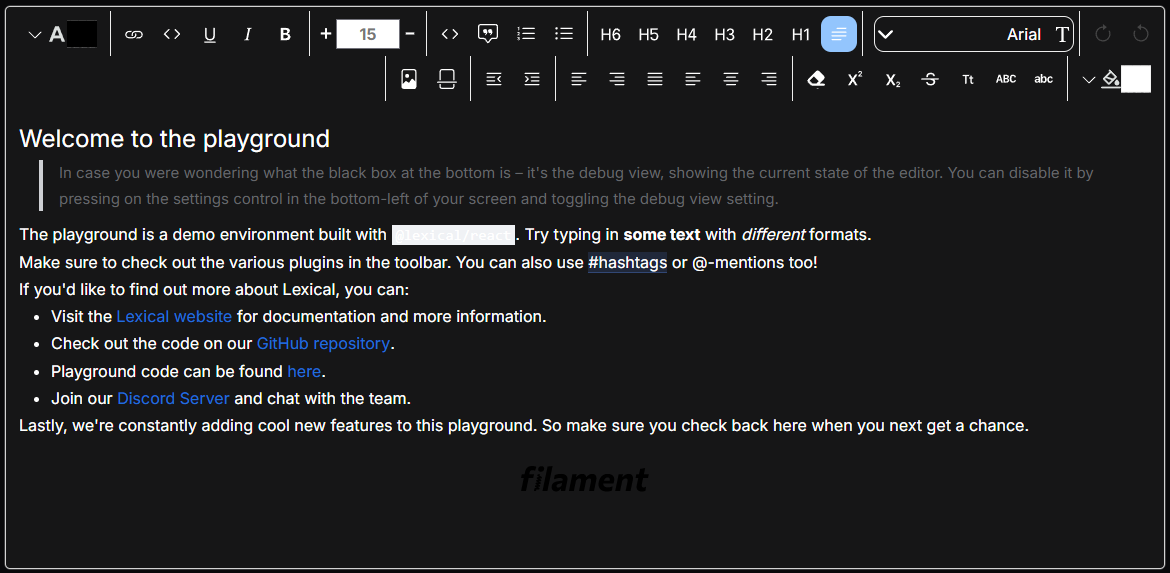 A U I B + 15 − H6 H5 H4 H3 H2 H1 Arial T
X² X₂ S Tt ABC abc
Welcome to the playground
In case you were wondering what the black box at the bottom is – it's the debug view, showing the current state of the editor. You can disable it by
pressing on the settings control in the bottom-left of your screen and toggling the debug view setting.
The playground is a demo environment built with @lexical/react. Try typing in some text with different formats.
Make sure to check out the various plugins in the toolbar. You can also use #hashtags or @-mentions too!
If you'd like to find out more about Lexical, you can:
• Visit the Lexical website for documentation and more information.
• Check out the code on our GitHub repository.
• Playground code can be found here.
• Join our Discord Server and chat with the team.
Lastly, we're constantly adding cool new features to this playground. So make sure you check back here when you next get a chance.
filament